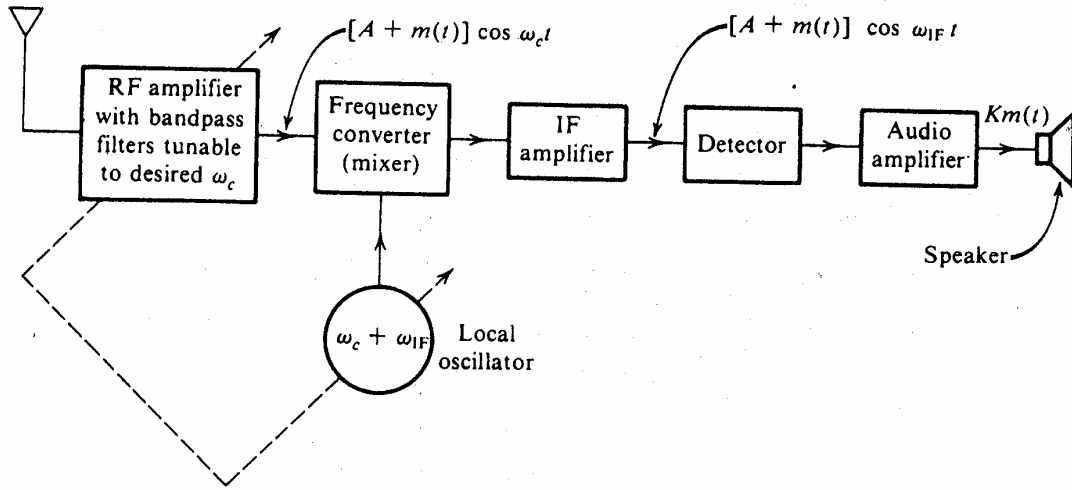 [A + m(t)] cos ω_c t
[A + m(t)] cos ω_IF t
RF amplifier
with bandpass
filters tunable
to desired ω_c
Frequency
converter
(mixer)
IF
amplifier
Detector
Audio
amplifier
Km(t)
Speaker
ω_c + ω_IF
Local
oscillator